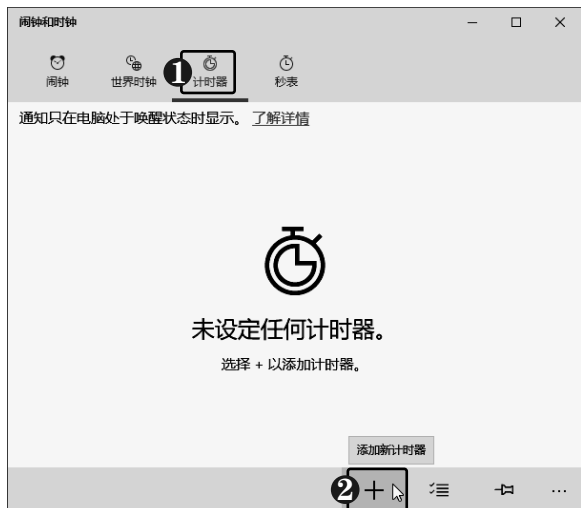 闹钟和时钟
闹钟 世界时钟 ❶ 计时器 秒表
通知只在电脑处于唤醒状态时显示。 了解详情
未设定任何计时器。
选择 + 以添加计时器。
添加新计时器
❷